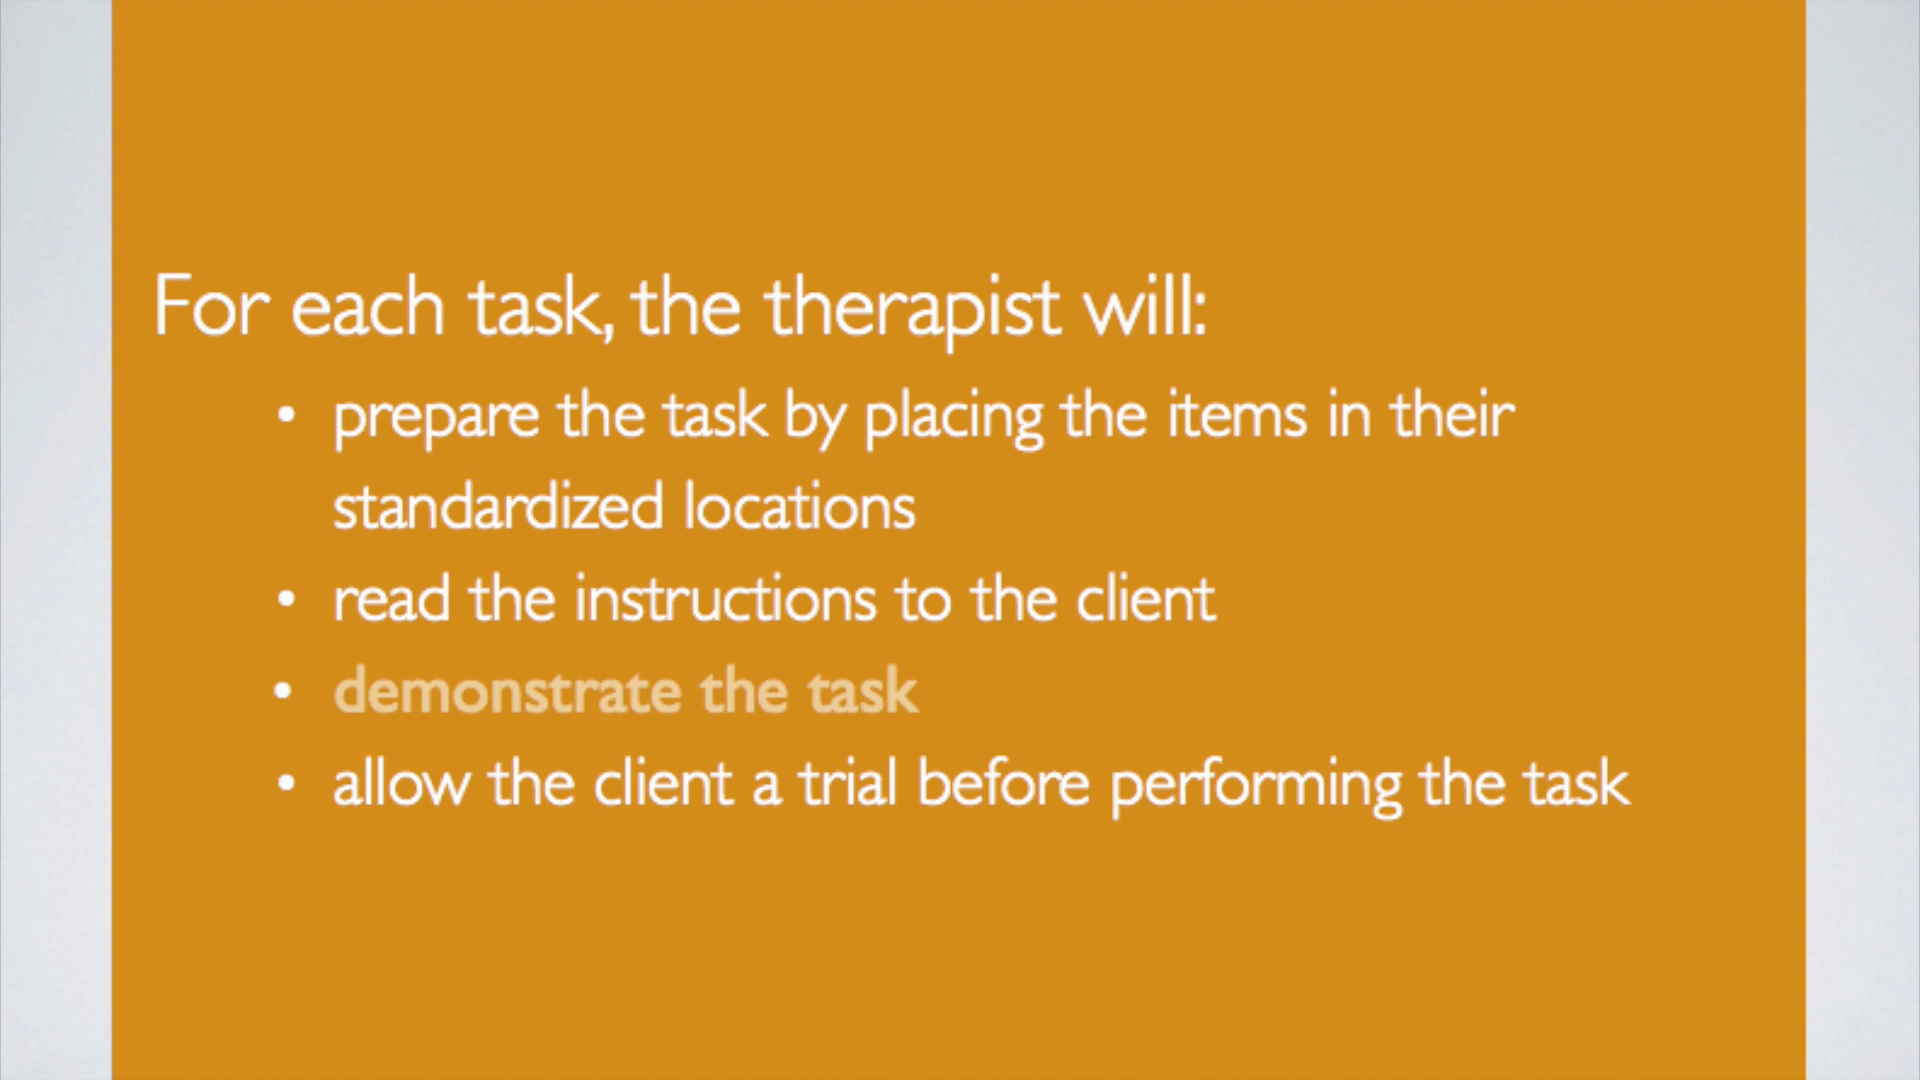 For each task, the therapist will:
• prepare the task by placing the items in their
standardized locations
• read the instructions to the client
• demonstrate the task
• allow the client a trial before performing the task